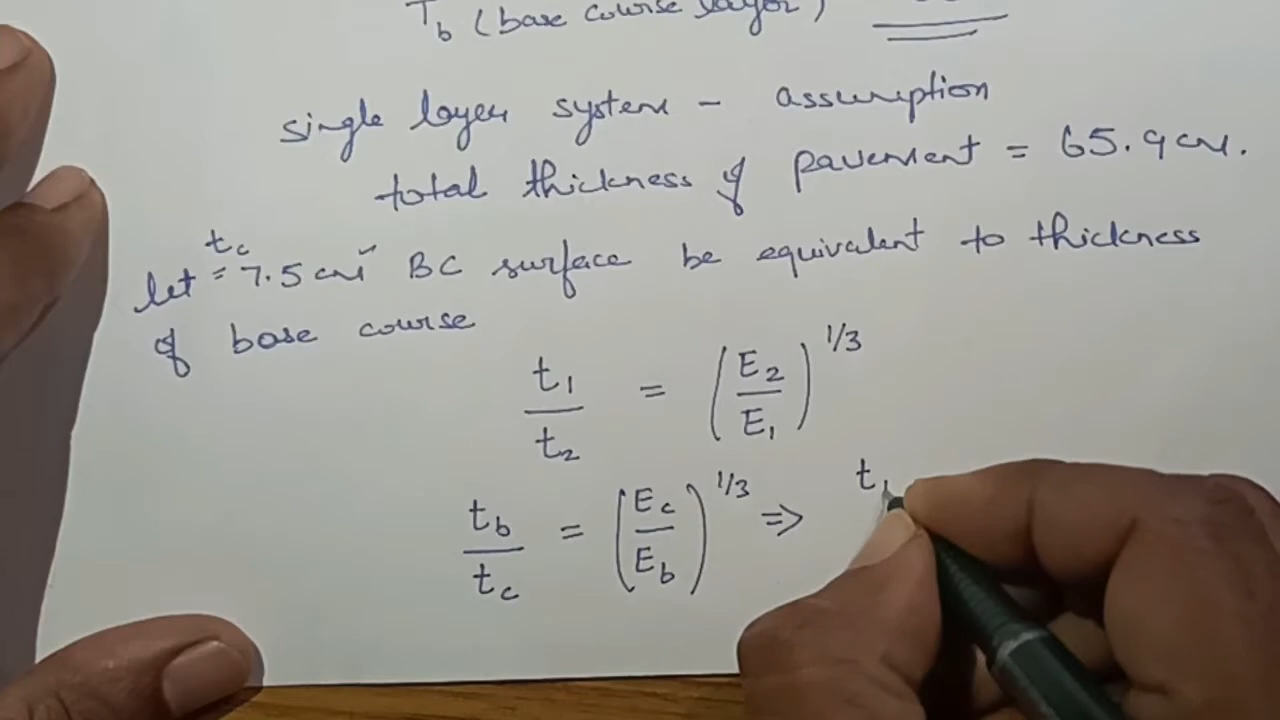 T_b (base course layer)
single layer system - assumption
total thickness of pavement = 65.9 cm.
t_c
let = 7.5 cm BC surface be equivalent to thickness
of base course
t_1 / t_2 = (E_2 / E_1)^1/3
t_b / t_c = (E_c / E_b)^1/3 => t